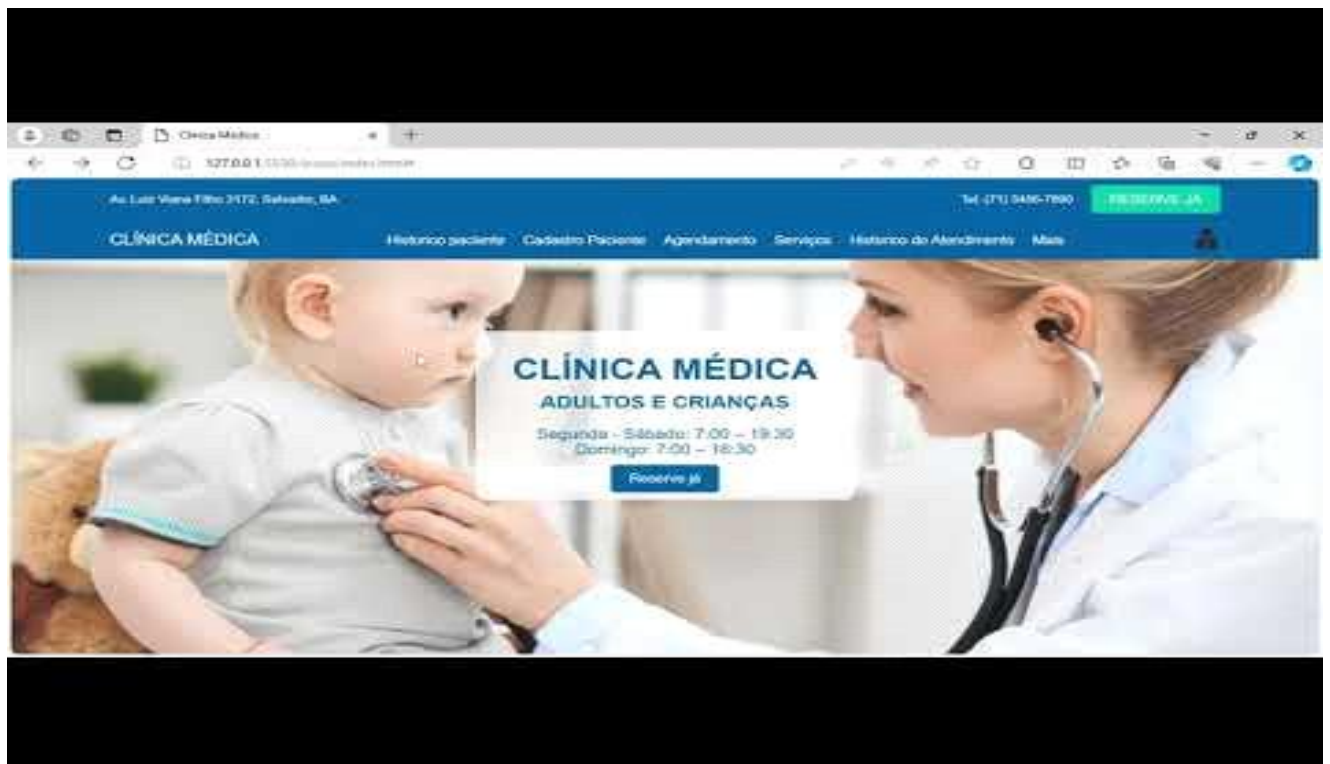 Clínica Médica
127.0.0.1
Av. Luiz Viana Filho 3172, Salvador, BA
Tel: (71) 3456-7890
RESERVE JÁ
CLÍNICA MÉDICA
Historico paciente Cadastro Paciente Agendamento Serviços Historico do Atendimento Mais
CLÍNICA MÉDICA
ADULTOS E CRIANÇAS
Segunda - Sábado: 7:00 – 19:30
Domingo: 7:00 – 16:30
Reserve já